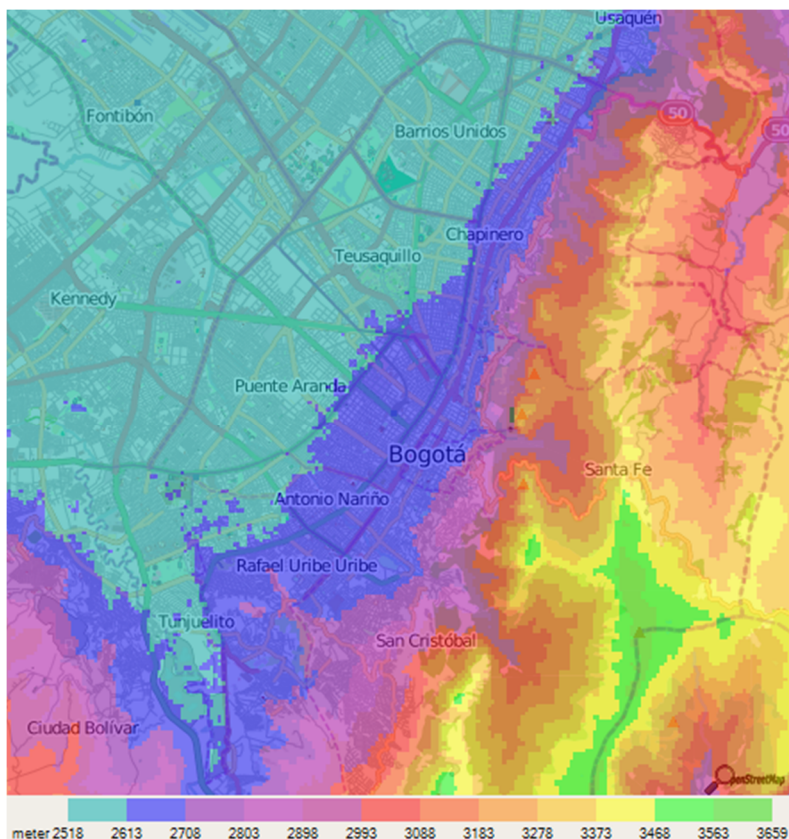 Usaquén
50
50
Fontibón
Barrios Unidos
Chapinero
Teusaquillo
Kennedy
Puente Aranda
Bogotá
Santa Fe
Antonio Nariño
Rafael Uribe Uribe
Tunjuelito
San Cristóbal
Ciudad Bolívar
OpenStreetMap
meter 2518 2613 2708 2803 2898 2993 3088 3183 3278 3373 3468 3563 3659